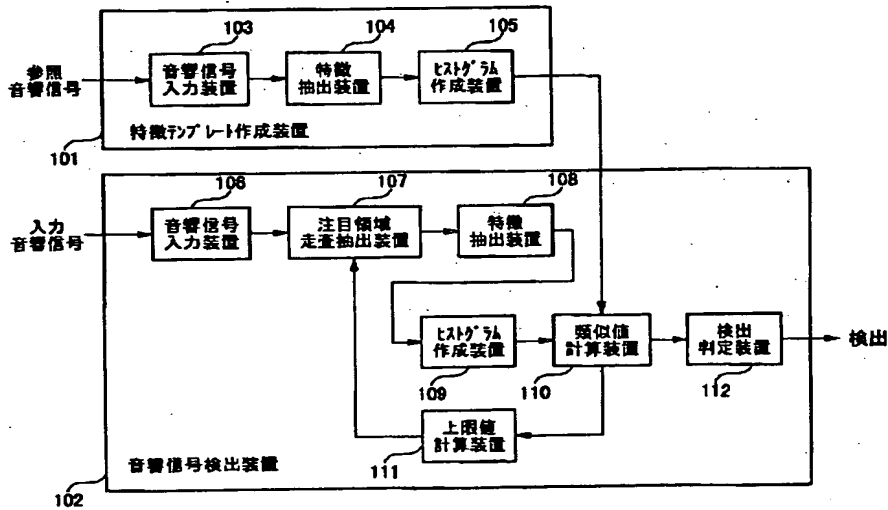 103
104
105
参照
音響信号
音響信号
入力装置
特徴
抽出装置
ﾋｽﾄｸﾞﾗﾑ
作成装置
特徴ﾃﾝﾌﾟﾚｰﾄ作成装置
101
106
107
108
入力
音響信号
音響信号
入力装置
注目領域
走査抽出装置
特徴
抽出装置
ﾋｽﾄｸﾞﾗﾑ
作成装置
類似値
計算装置
検出
判定装置
検出
109
110
112
上限値
計算装置
111
音響信号検出装置
102